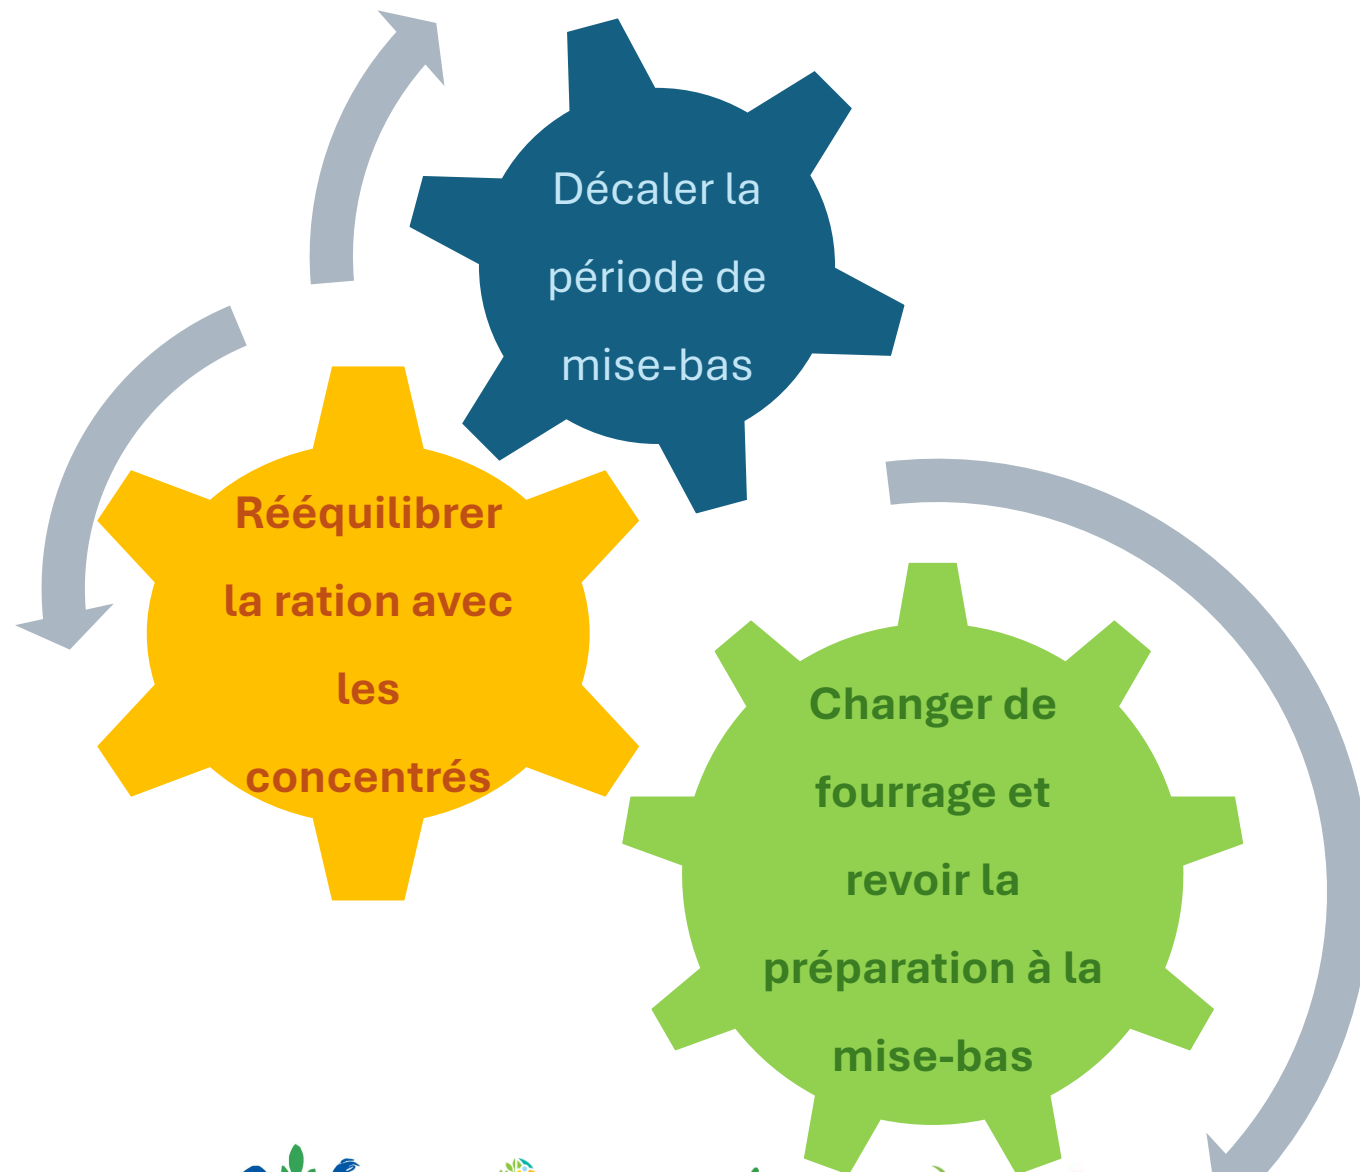 Décaler la
période de
mise-bas
Rééquilibrer
la ration avec
les
concentrés
Changer de
fourrage et
revoir la
préparation à la
mise-bas